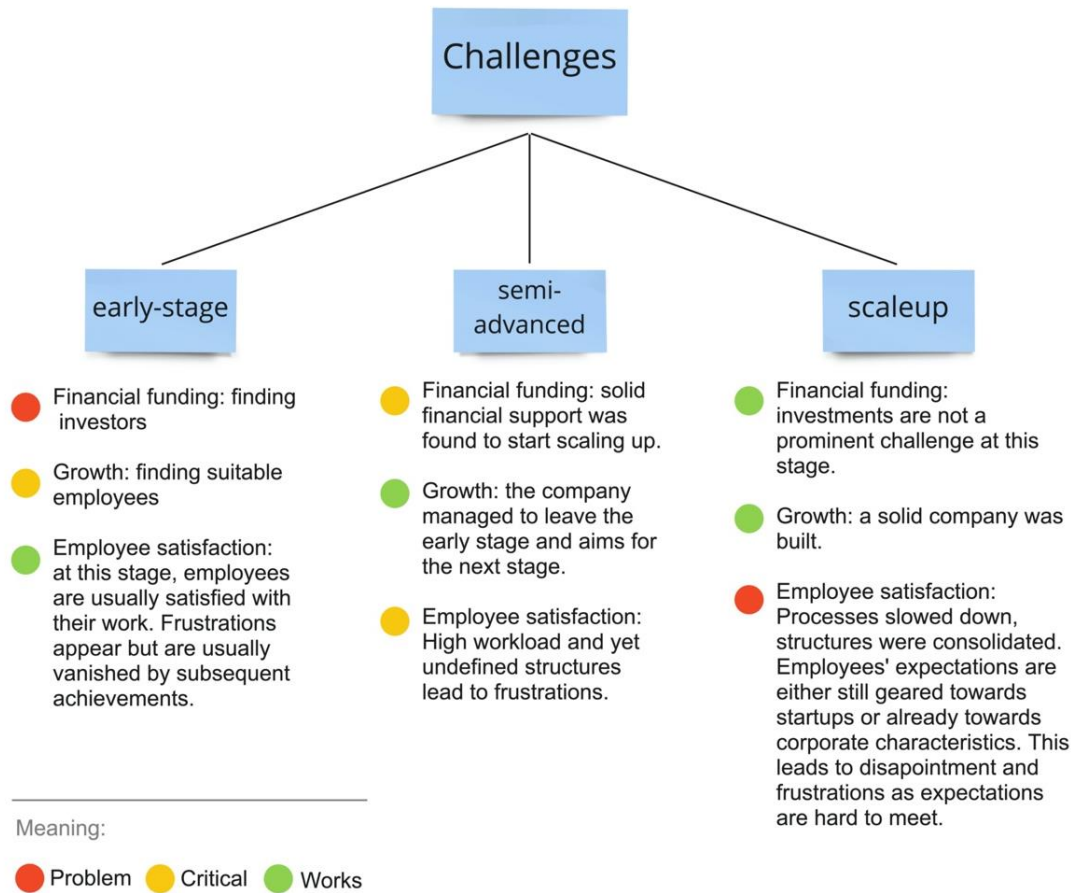 Challenges
early-stage
Financial funding: finding
investors
Growth: finding suitable
employees
Employee satisfaction:
at this stage, employees
are usually satisfied with
their work. Frustrations
appear but are usually
vanished by subsequent
achievements.
semi-
advanced
Financial funding: solid
financial support was
found to start scaling up.
Growth: the company
managed to leave the
early stage and aims for
the next stage.
Employee satisfaction:
High workload and yet
undefined structures
lead to frustrations.
scaleup
Financial funding:
investments are not a
prominent challenge at this
stage.
Growth: a solid company was
built.
Employee satisfaction:
Processes slowed down,
structures were consolidated.
Employees' expectations are
either still geared towards
startups or already towards
corporate characteristics. This
leads to disapointment and
frustrations as expectations
are hard to meet.
Meaning:
Problem Critical Works